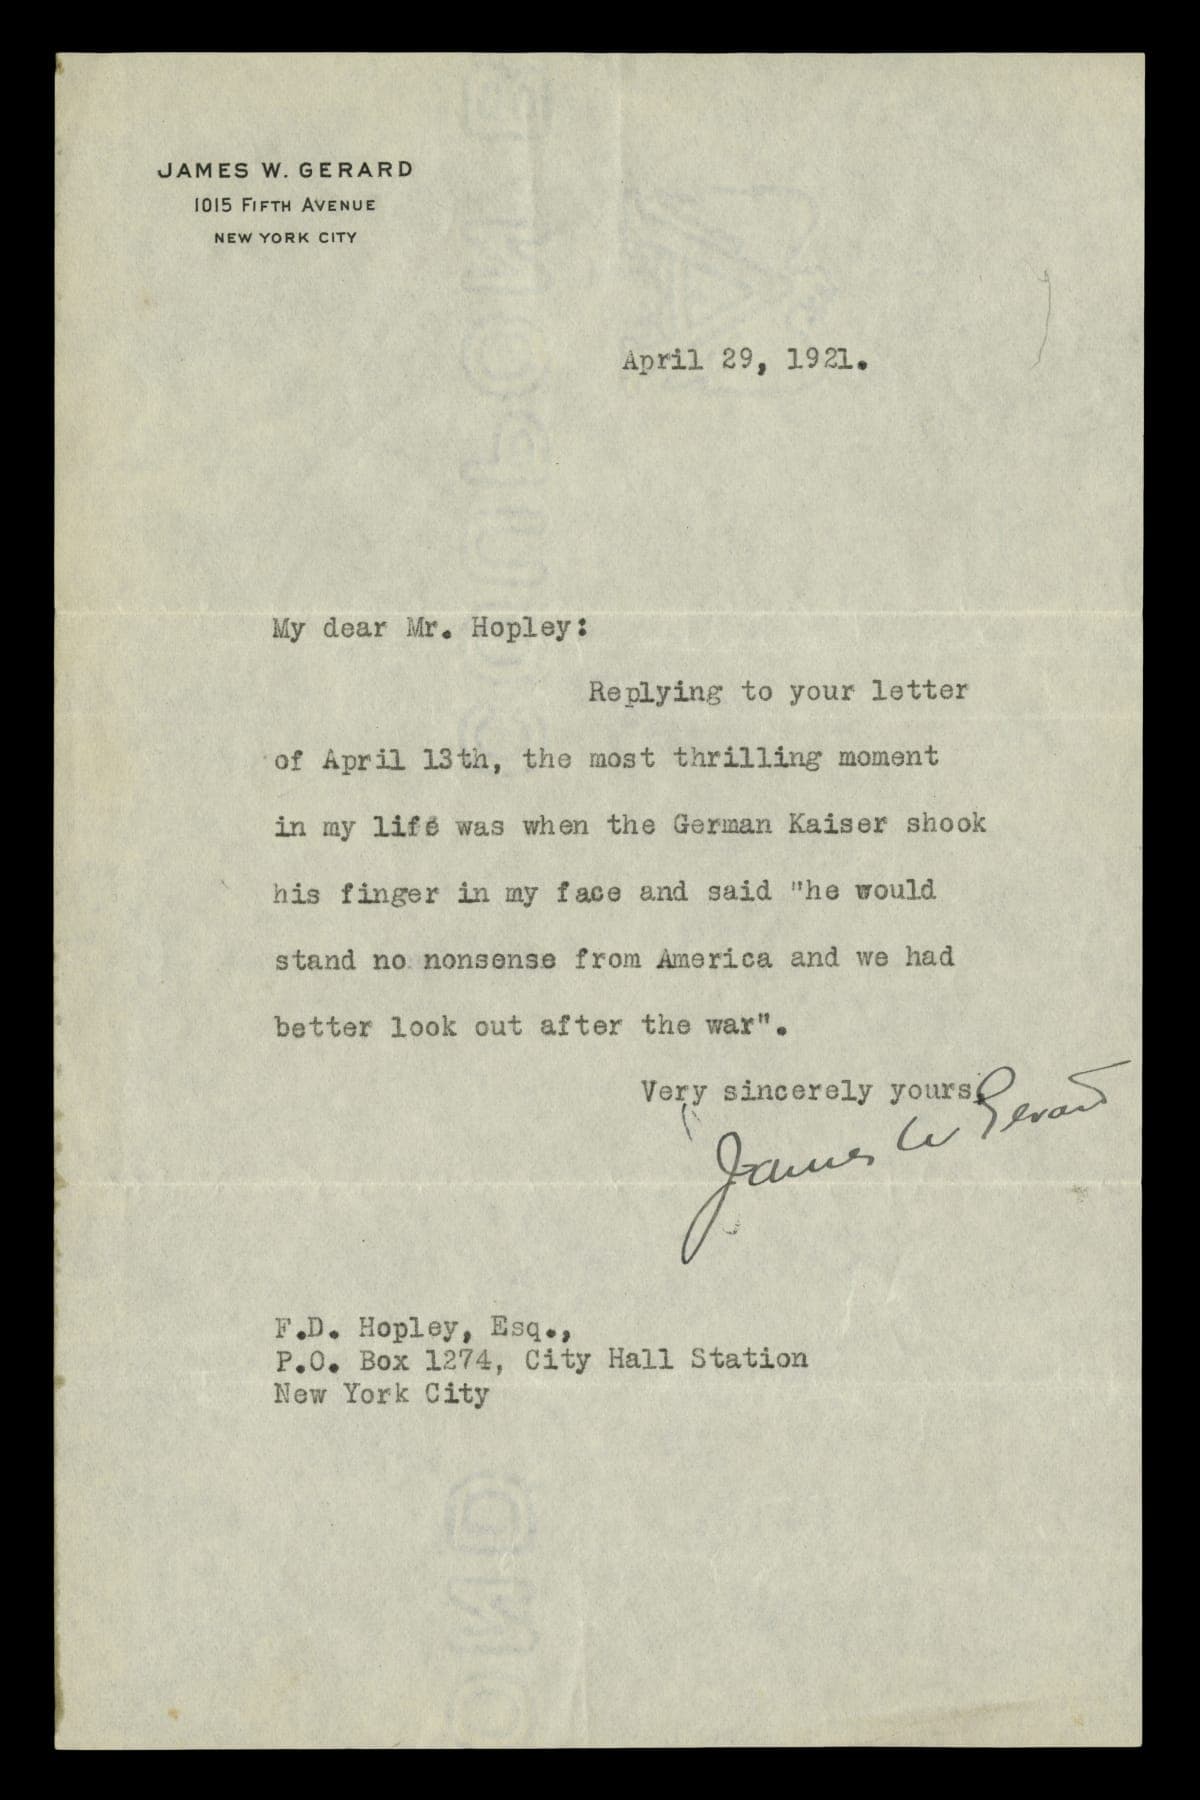 JAMES W. GERARD
1015 FIFTH AVENUE
NEW YORK CITY
April 29, 1921.
My dear Mr. Hopley:
Replying to your letter
of April 13th, the most thrilling moment
in my life was when the German Kaiser shook
his finger in my face and said "he would
stand no nonsense from America and we had
better look out after the war".
Very sincerely yours,
James W Gerard
F.D. Hopley, Esq.,
P.O. Box 1274, City Hall Station
New York City